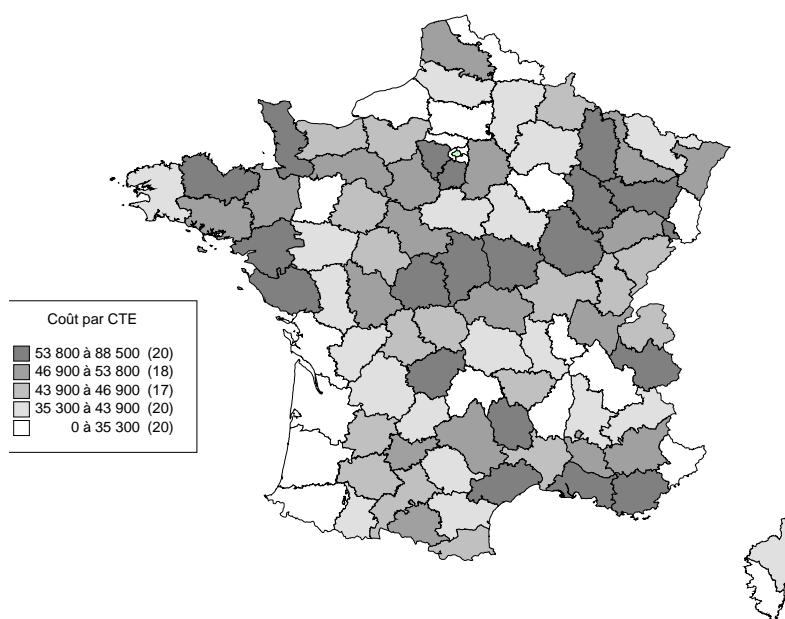 Coût par CTE
53 800 à 88 500 (20)
46 900 à 53 800 (18)
43 900 à 46 900 (17)
35 300 à 43 900 (20)
0 à 35 300 (20)